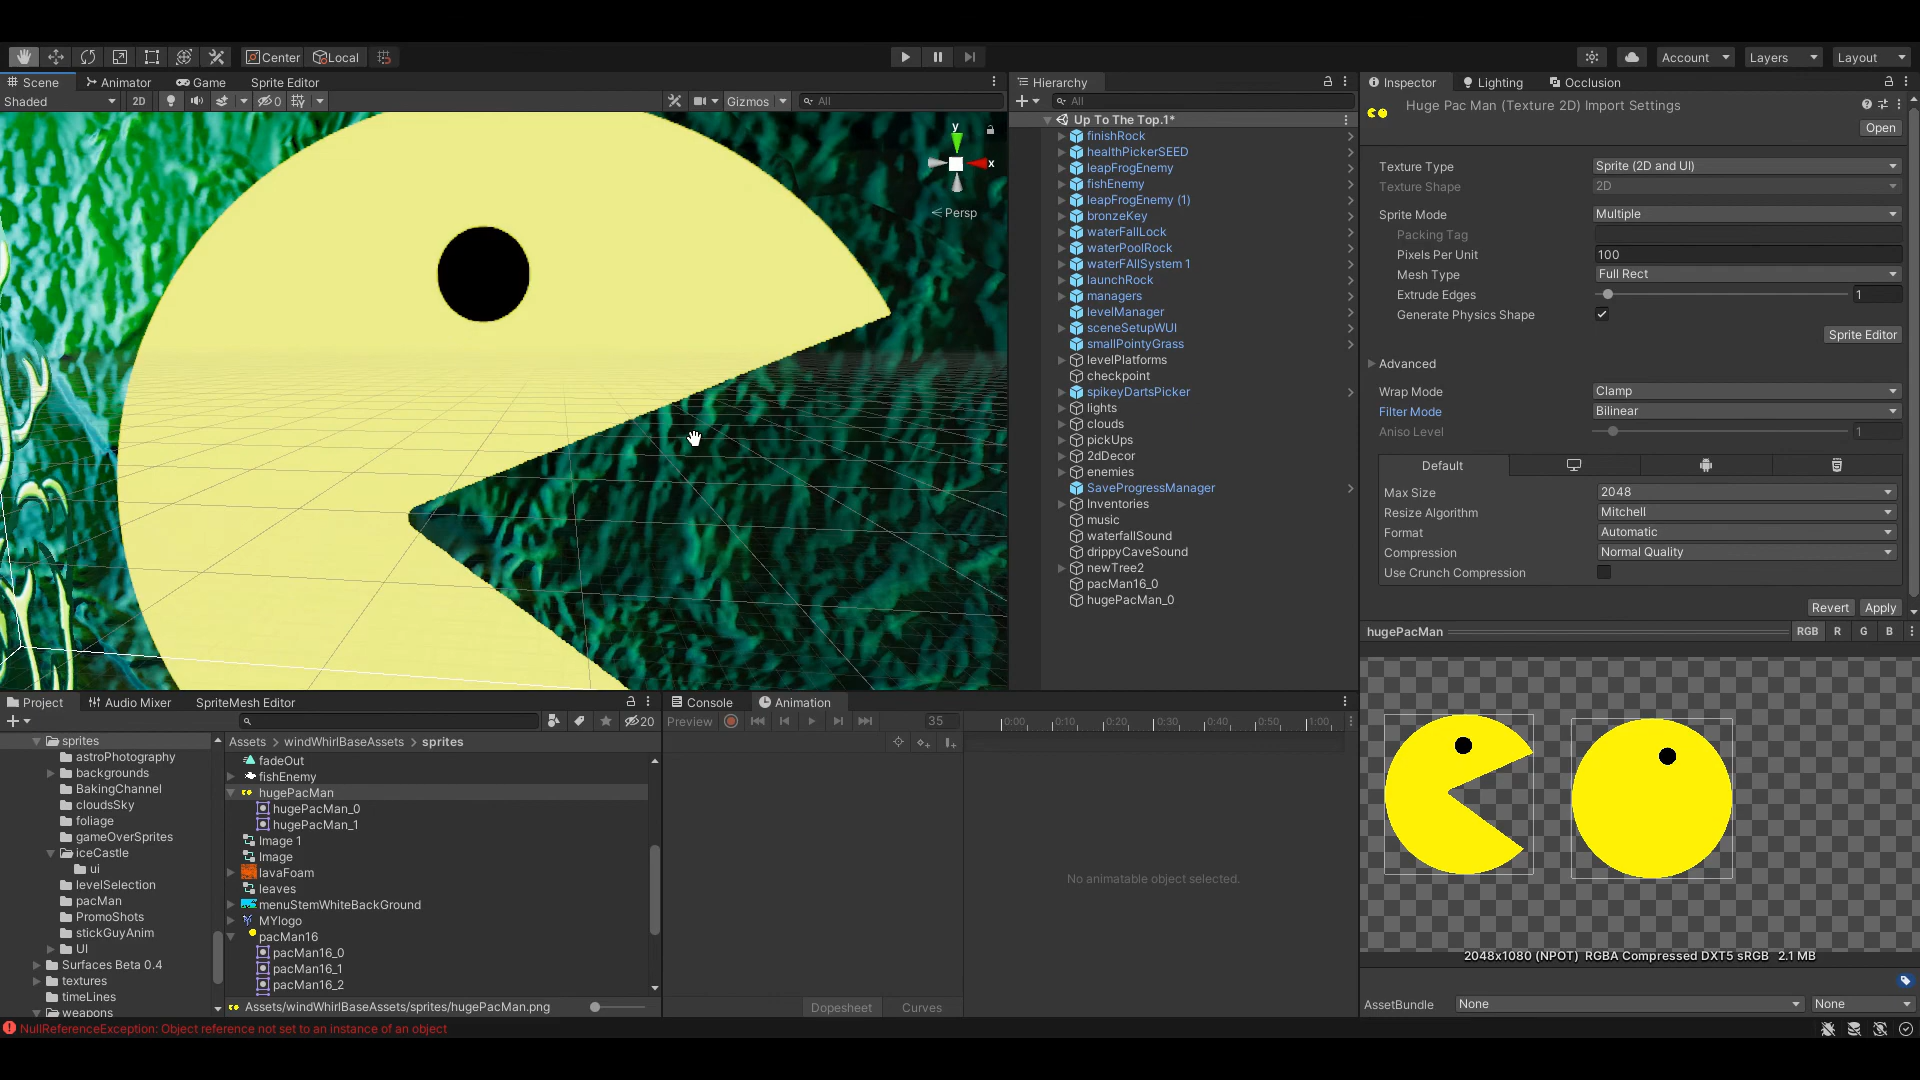 Center Local Account Layers Layout
Scene Animator Game Sprite Editor
Shaded 2D 0 Gizmos All
y
x
Persp
Hierarchy
All
Up To The Top.1*
finishRock
healthPickerSEED
leapFrogEnemy
fishEnemy
leapFrogEnemy (1)
bronzeKey
waterFallLock
waterPoolRock
waterFAllSystem 1
launchRock
managers
levelManager
sceneSetupWUI
smallPointyGrass
levelPlatforms
checkpoint
spikeyDartsPicker
lights
clouds
pickUps
2dDecor
enemies
SaveProgressManager
Inventories
music
waterfallSound
drippyCaveSound
newTree2
pacMan16_0
hugePacMan_0
Inspector Lighting Occlusion
Huge Pac Man (Texture 2D) Import Settings
Open
Texture Type Sprite (2D and UI)
Texture Shape 2D
Sprite Mode Multiple
Packing Tag
Pixels Per Unit 100
Mesh Type Full Rect
Extrude Edges 1
Generate Physics Shape
Sprite Editor
Advanced
Wrap Mode Clamp
Filter Mode Bilinear
Aniso Level 1
Default
Max Size 2048
Resize Algorithm Mitchell
Format Automatic
Compression Normal Quality
Use Crunch Compression
Revert Apply
hugePacMan RGB R G B
2048x1080 (NPOT) RGBA Compressed DXT5 sRGB 2.1 MB
AssetBundle None None
Project Audio Mixer SpriteMesh Editor
20
sprites
astroPhotography
backgrounds
BakingChannel
cloudsSky
foliage
gameOverSprites
iceCastle
ui
levelSelection
pacMan
PromoShots
stickGuyAnim
UI
Surfaces Beta 0.4
textures
timeLines
weapons
Assets > windWhirlBaseAssets > sprites
fadeOut
fishEnemy
hugePacMan
hugePacMan_0
hugePacMan_1
Image 1
Image
lavaFoam
leaves
menuStemWhiteBackGround
MYlogo
pacMan16
pacMan16_0
pacMan16_1
pacMan16_2
Assets/windWhirlBaseAssets/sprites/hugePacMan.png
Console Animation
Preview 35 0:00 0:10 0:20 0:30 0:40 0:50 1:00
No animatable object selected.
Dopesheet Curves
NullReferenceException: Object reference not set to an instance of an object